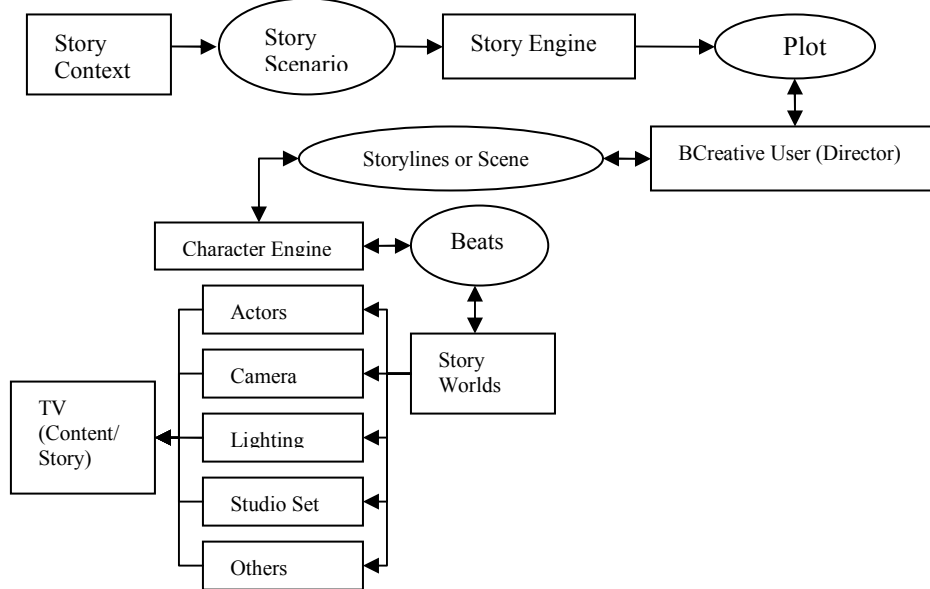 Story
Context
Story
Scenario
Story Engine
Plot
BCreative User (Director)
Storylines or Scene
Character Engine
Beats
Actors
Camera
Lighting
Studio Set
Others
Story
Worlds
TV
(Content/
Story)